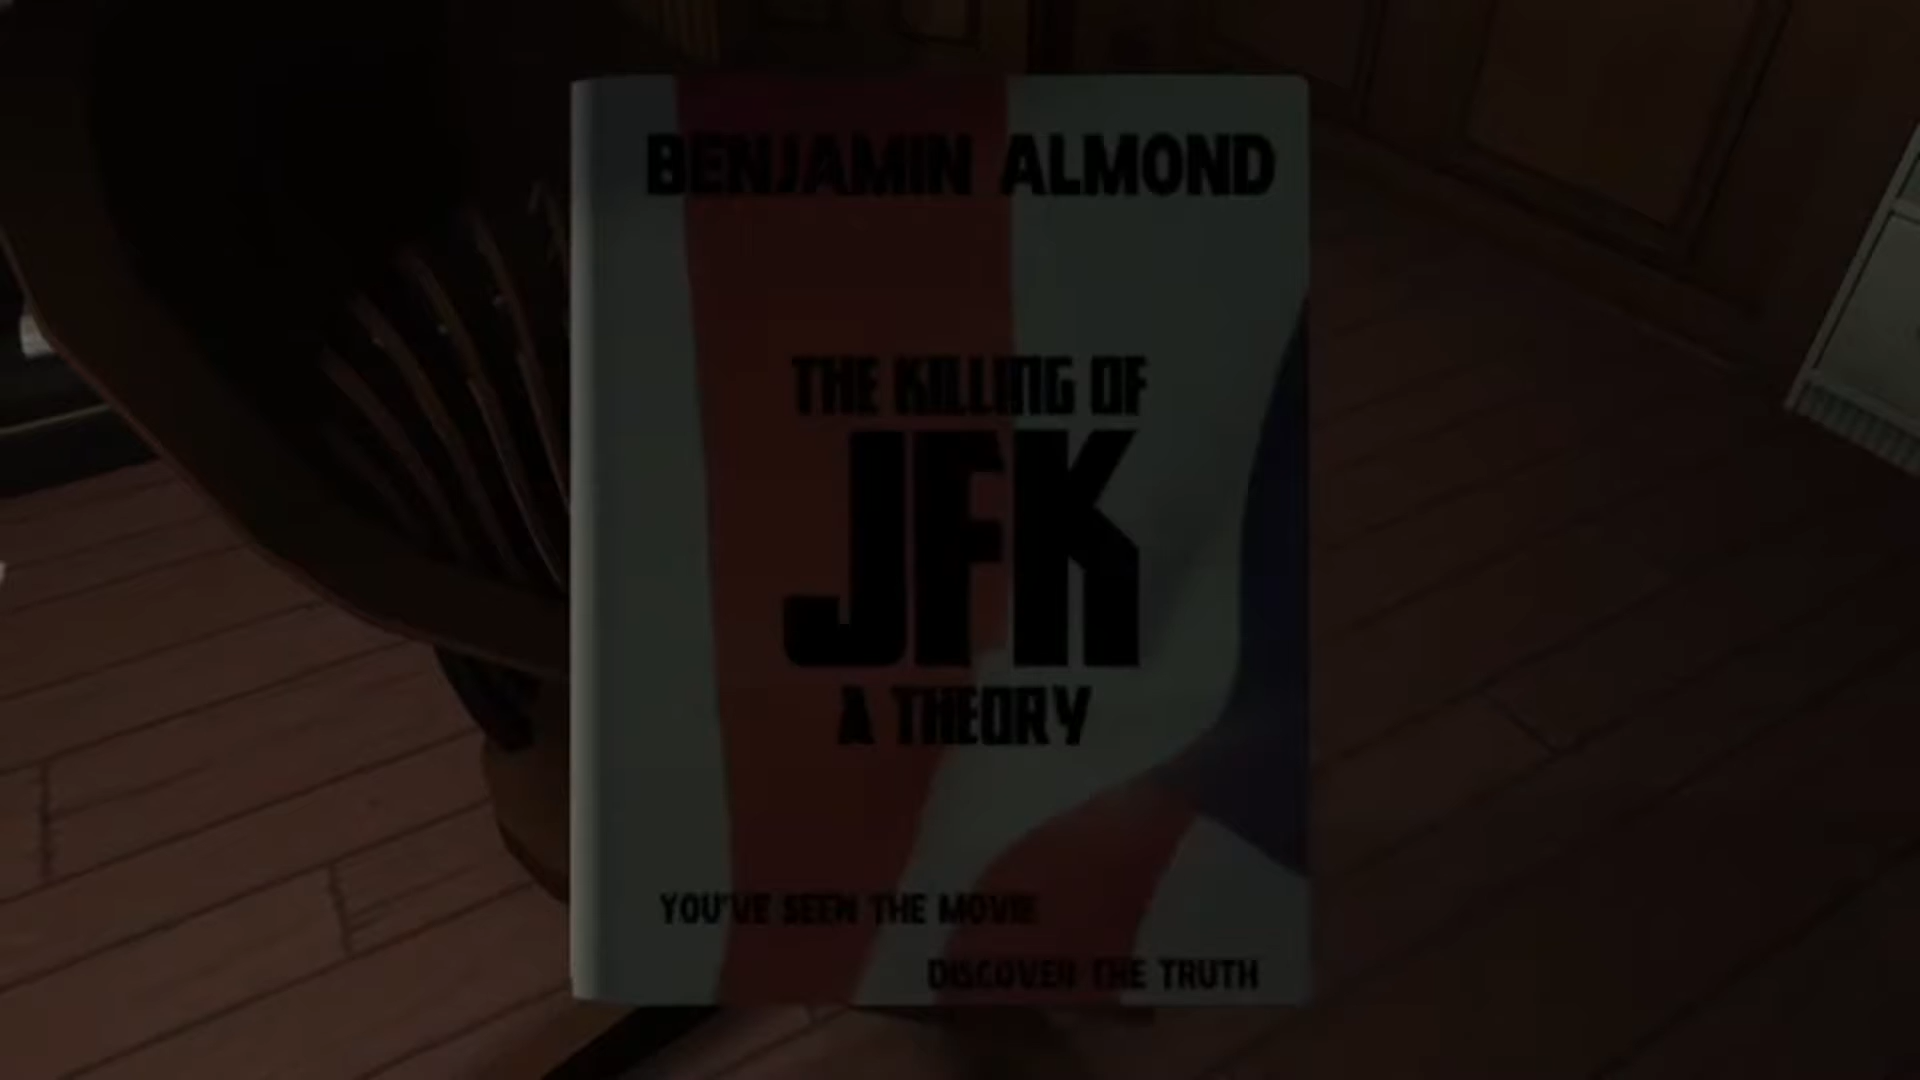 BENJAMIN ALMOND
THE KILLING OF
JFK
A THEORY
YOU'VE SEEN THE MOVIE
DISCOVER THE TRUTH